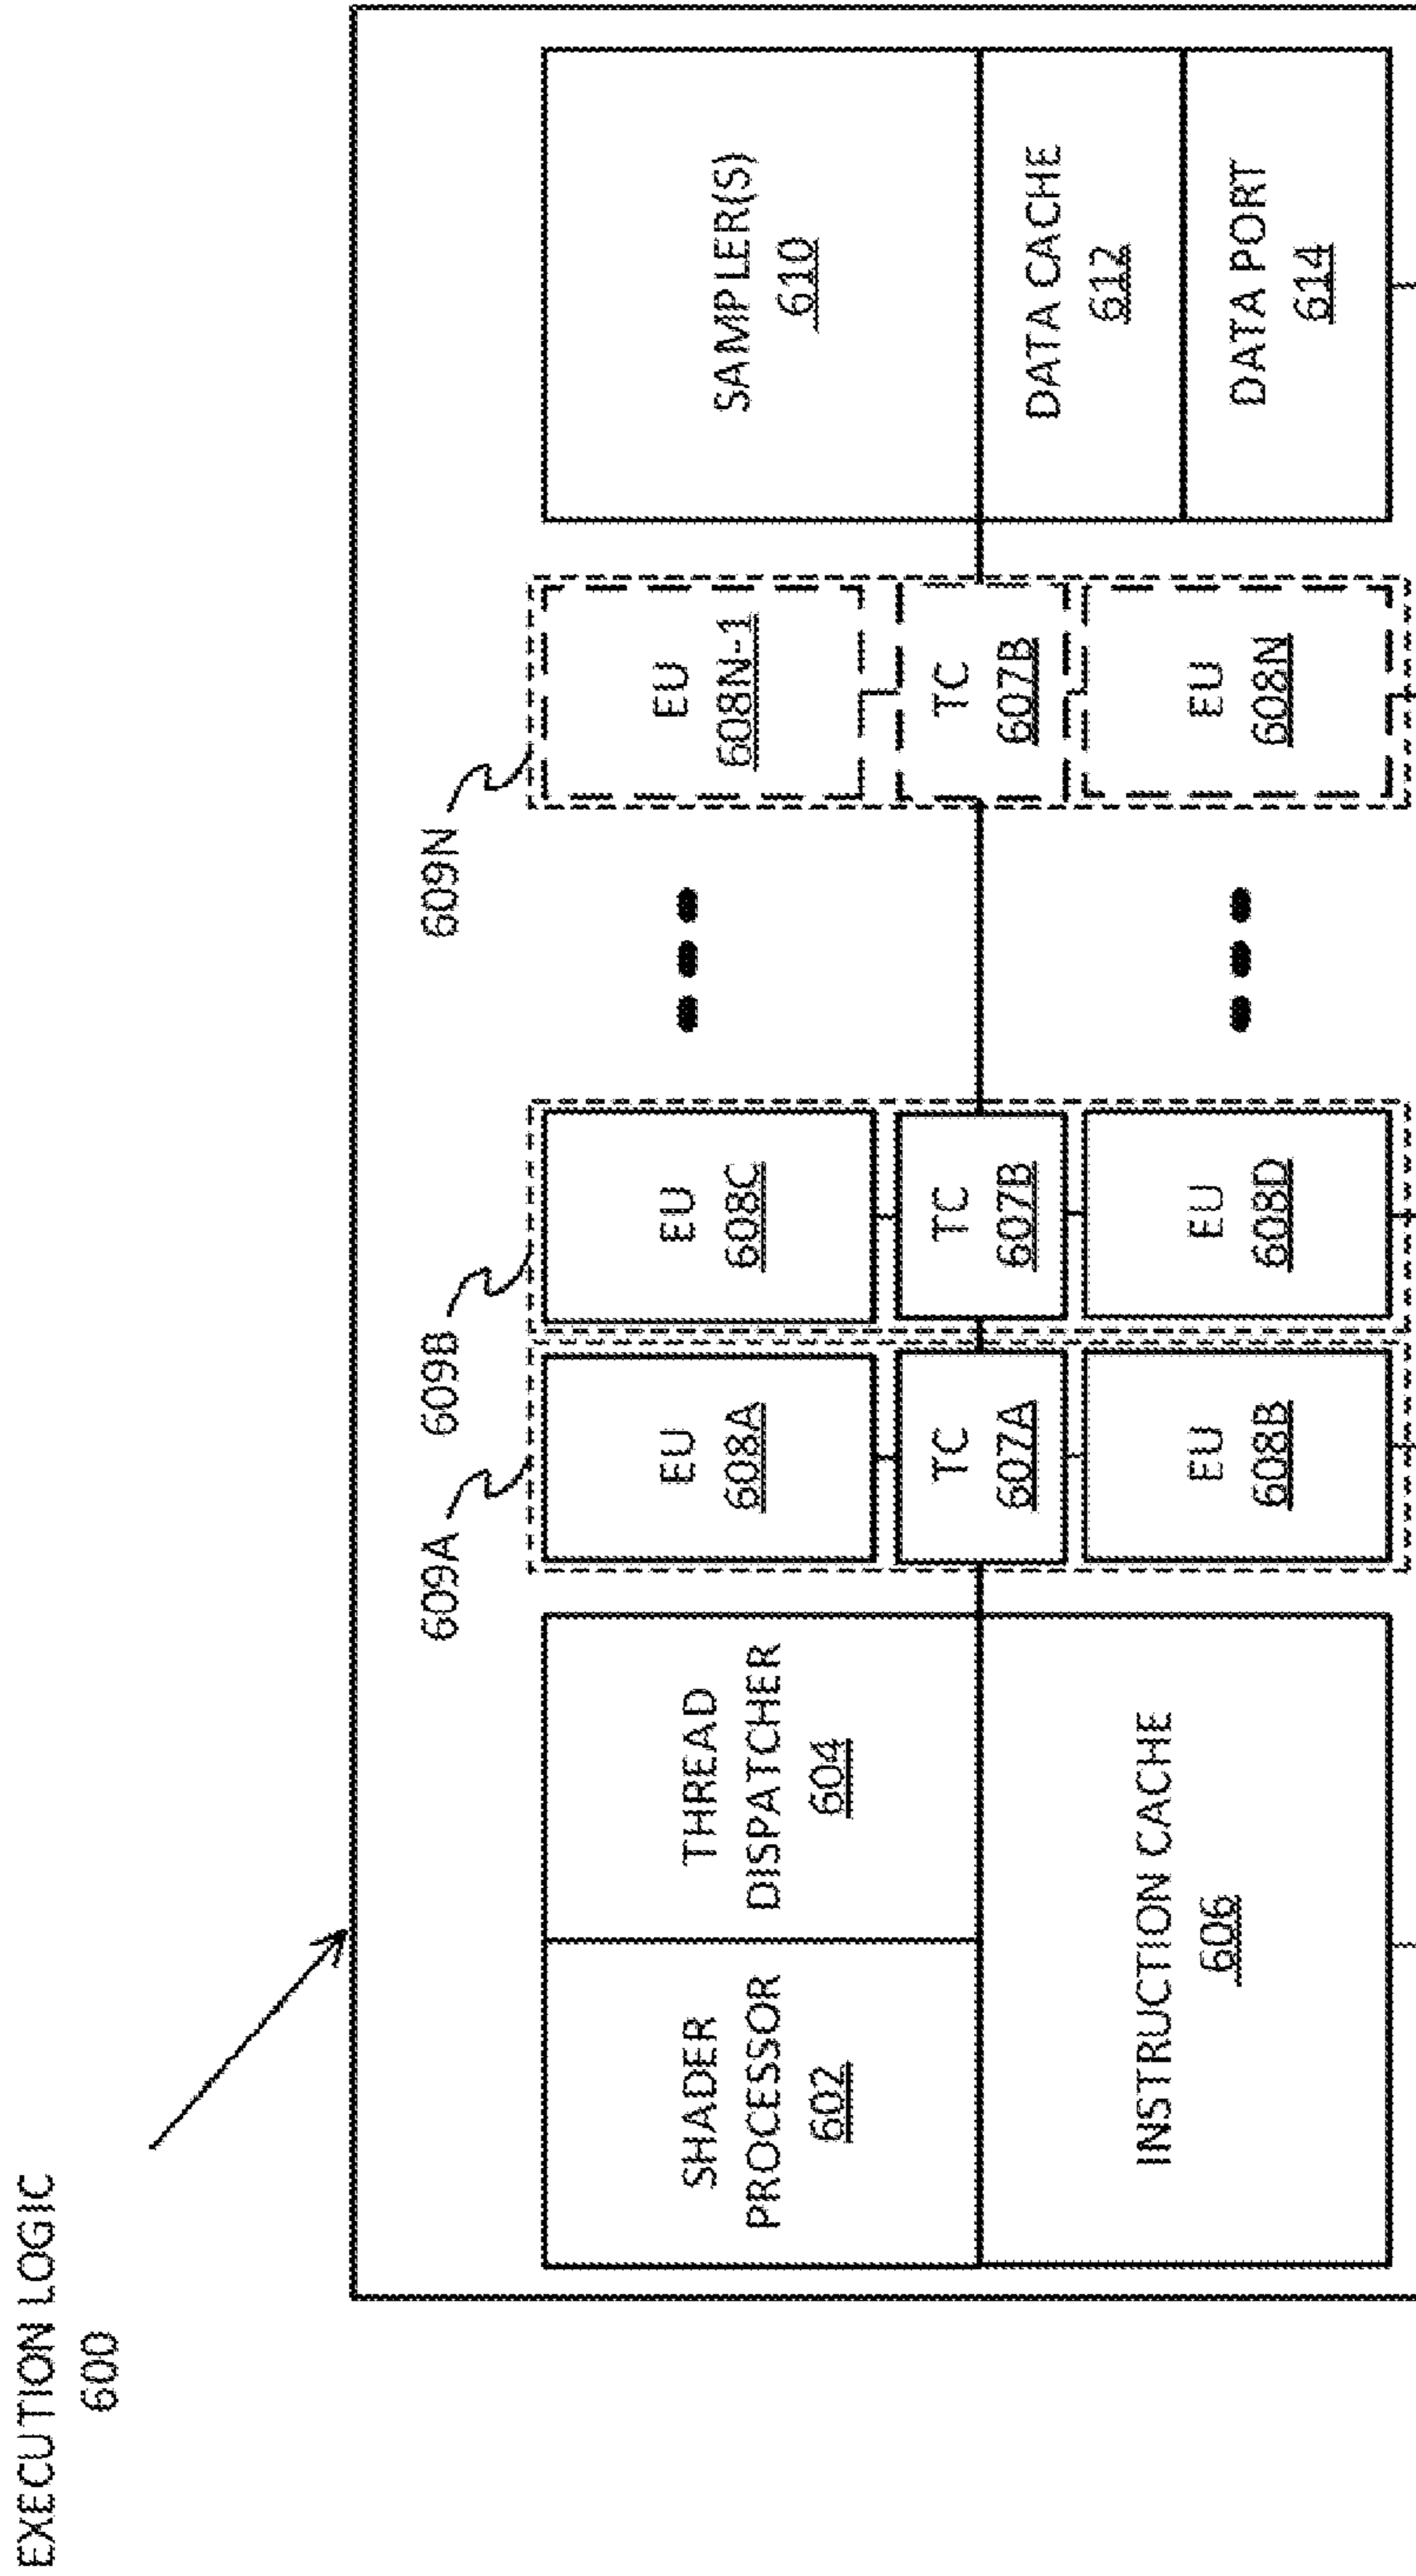 EXECUTION LOGIC
600
609A
609B
609N
SHADER
PROCESSOR
602
THREAD
DISPATCHER
604
INSTRUCTION CACHE
606
EU
608A
TC
607A
EU
608B
EU
608C
TC
607B
EU
608D
EU
608N-1
TC
607B
EU
608N
SAMPLER(S)
610
DATA CACHE
612
DATA PORT
614